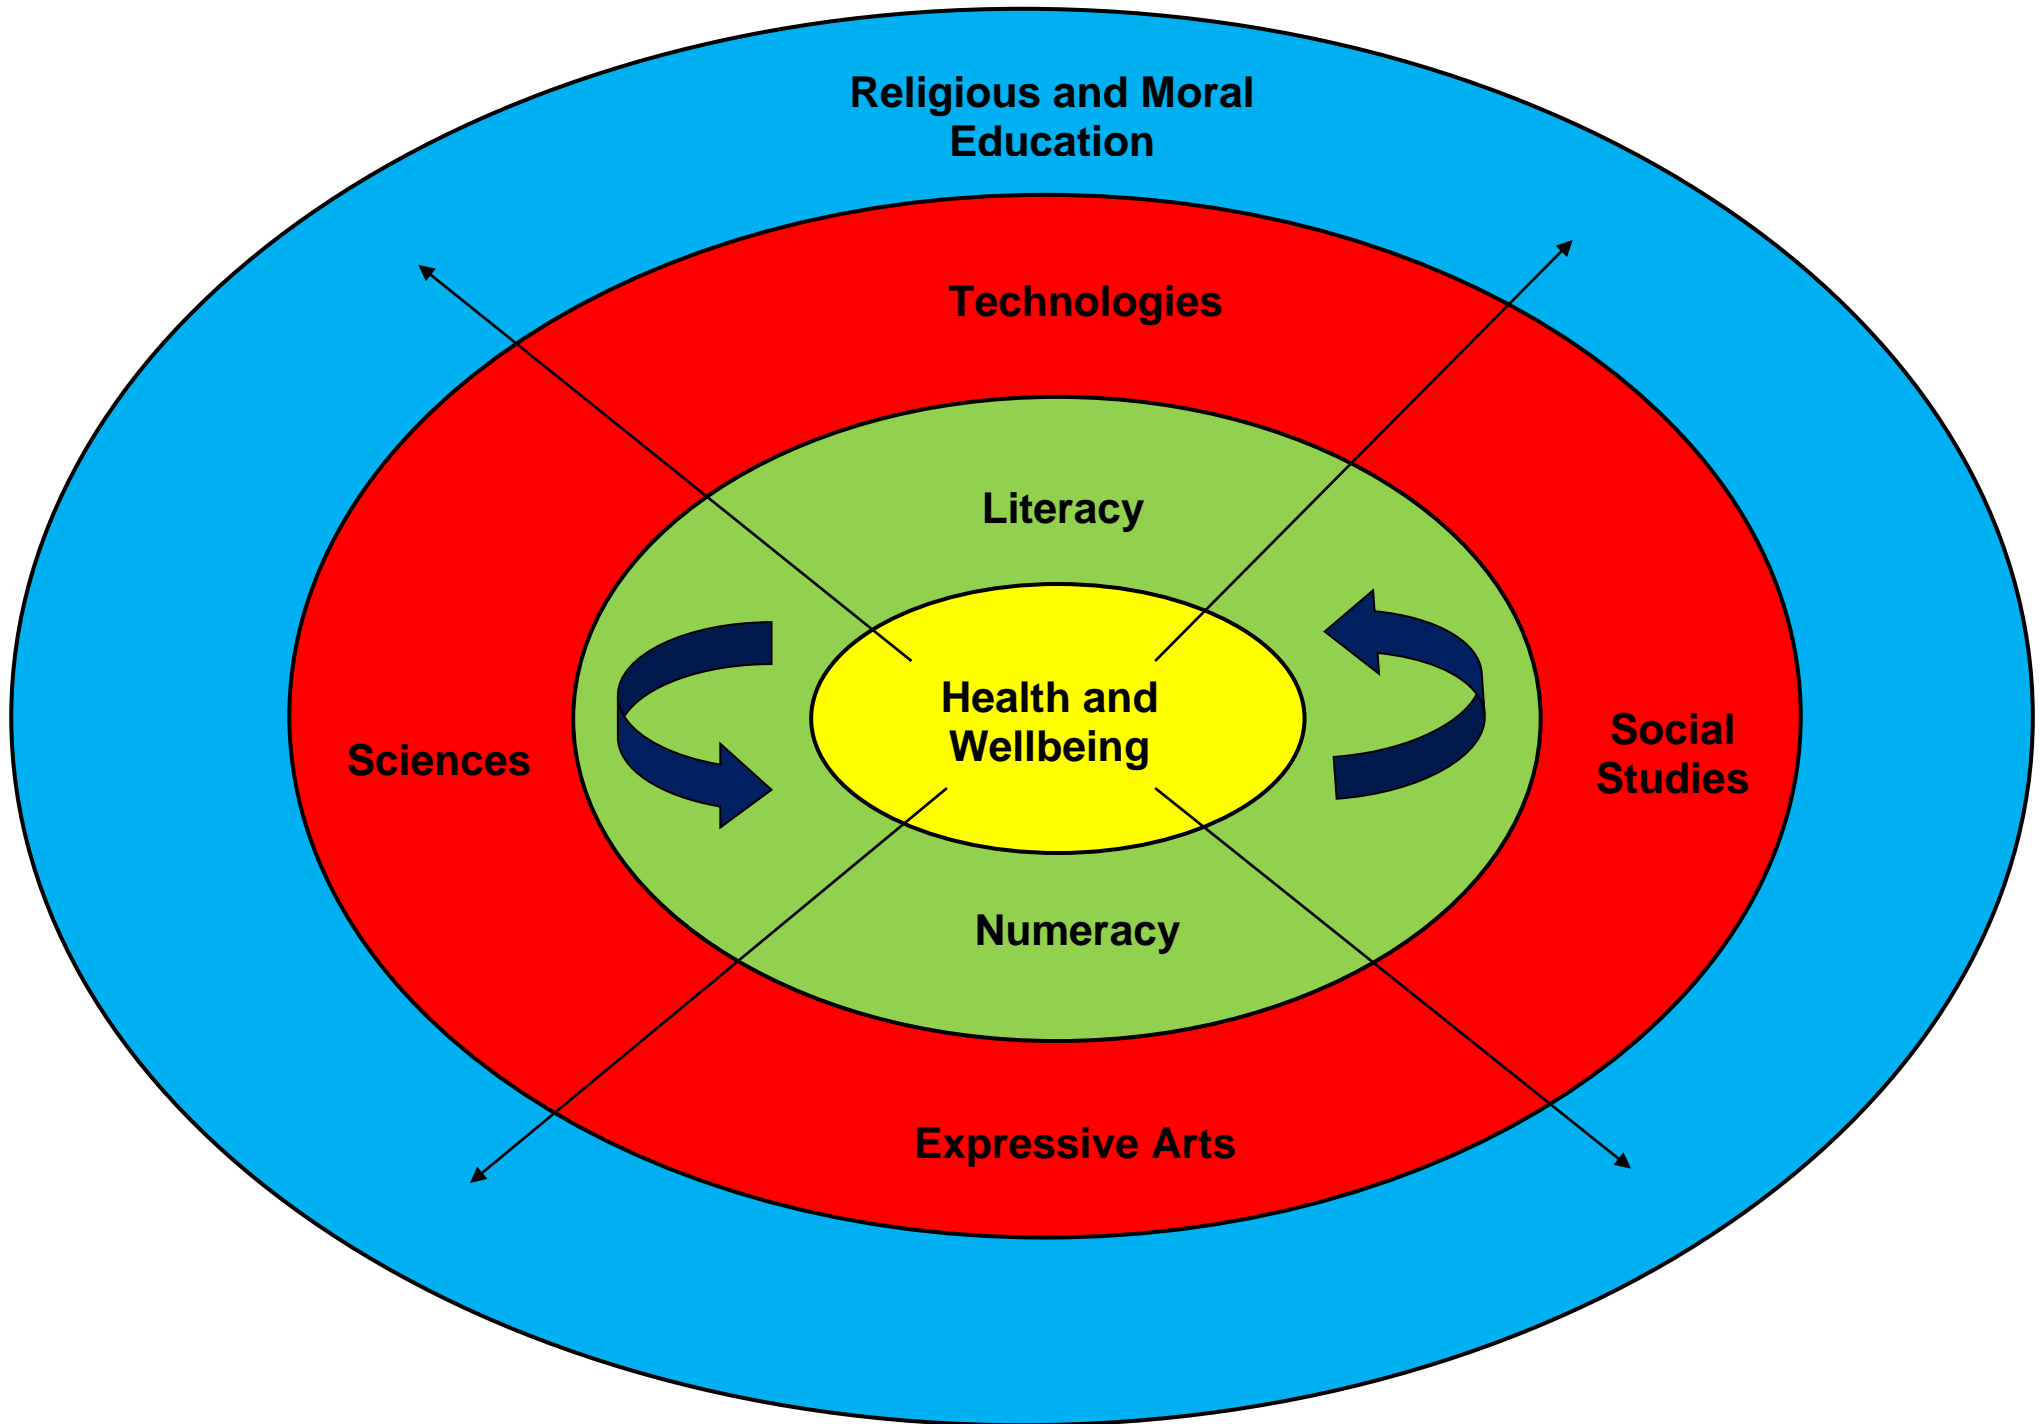 Religious and Moral
Education
Technologies
Literacy
Health and
Wellbeing
Sciences
Social
Studies
Numeracy
Expressive Arts